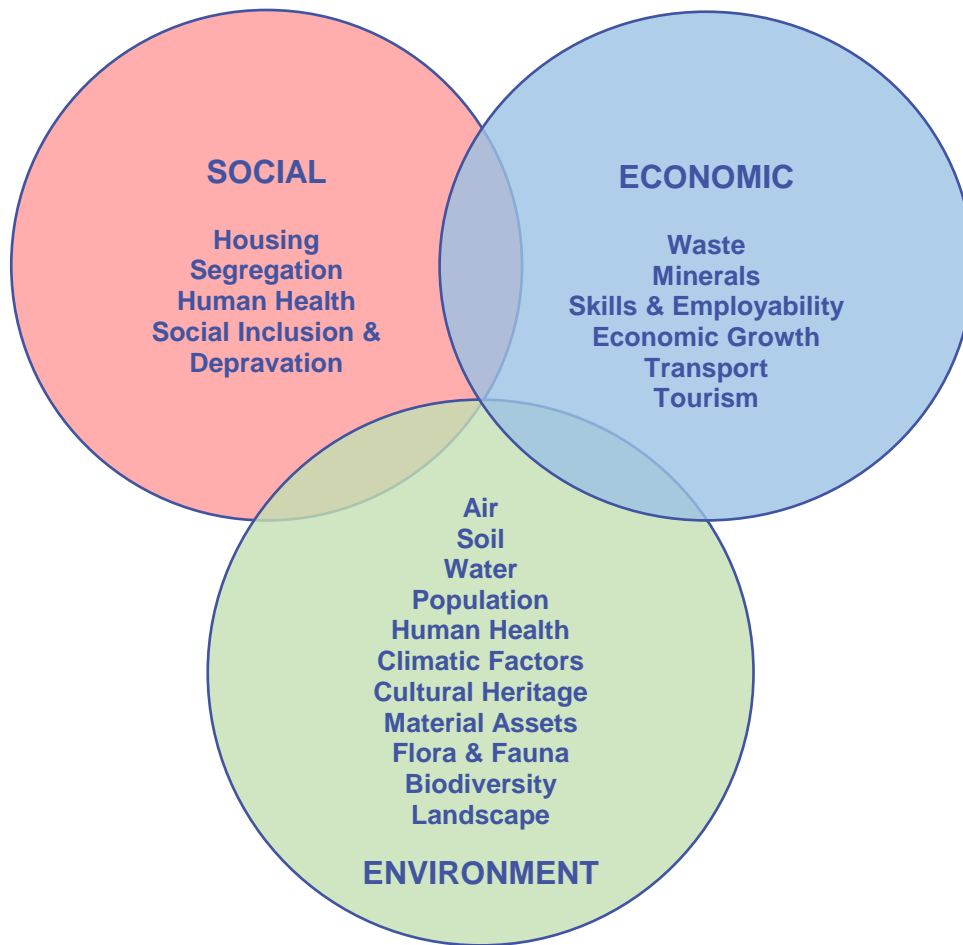 SOCIAL
Housing
Segregation
Human Health
Social Inclusion &
Depravation
ECONOMIC
Waste
Minerals
Skills & Employability
Economic Growth
Transport
Tourism
Air
Soil
Water
Population
Human Health
Climatic Factors
Cultural Heritage
Material Assets
Flora & Fauna
Biodiversity
Landscape
ENVIRONMENT